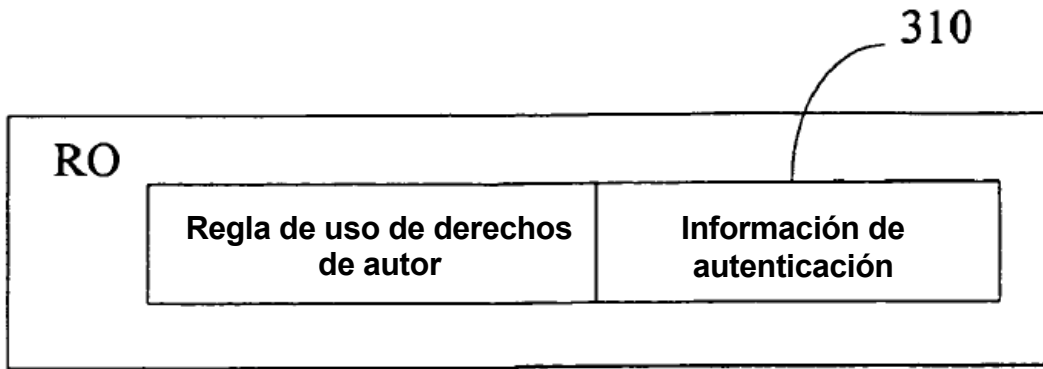 310
RO
Regla de uso de derechos
de autor
Información de
autenticación